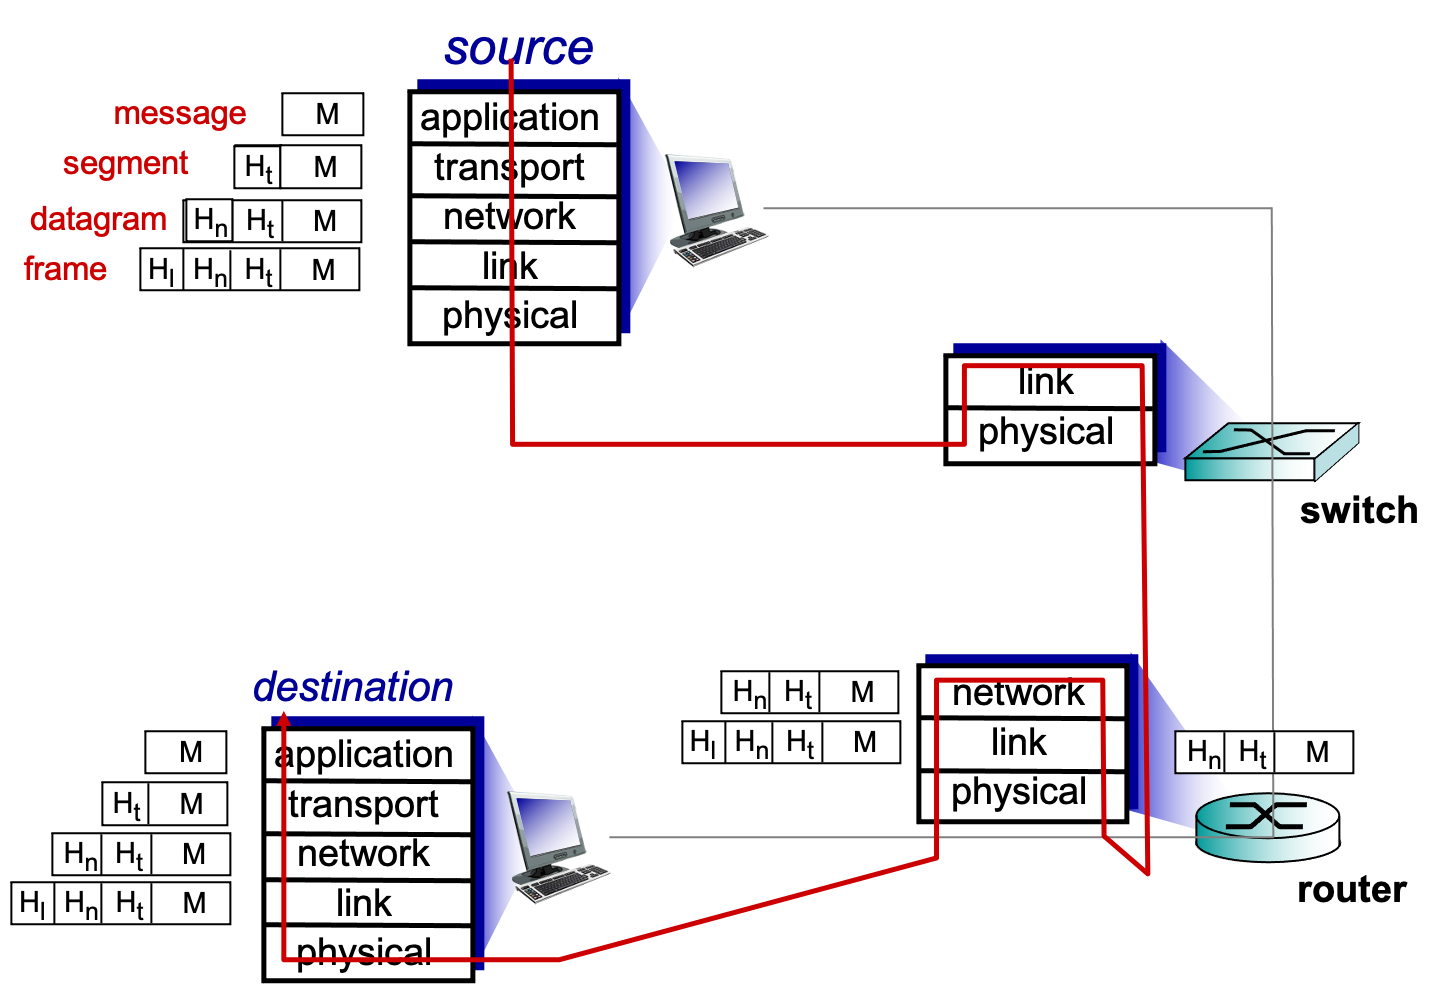 source
message M application
segment Ht M transport
datagram Hn Ht M network
frame Hl Hn Ht M link
physical
link
physical
switch
destination
M application
Ht M transport
Hn Ht M network
Hl Hn Ht M link
physical
Hn Ht M network
Hl Hn Ht M link
physical
Hn Ht M
router